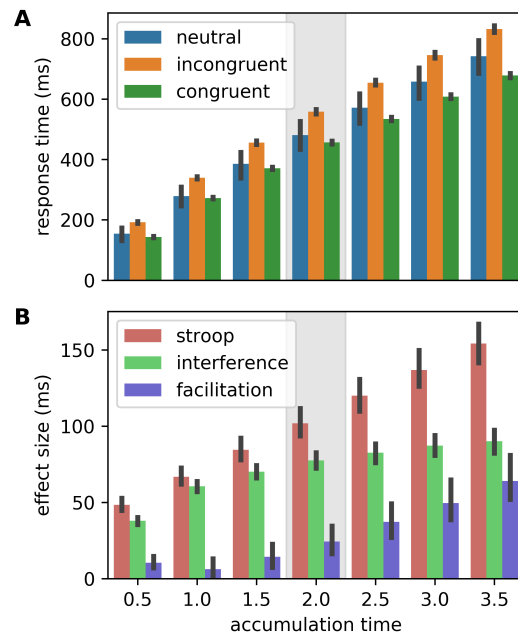 A
800
600
400
200
0
response time (ms)
neutral
incongruent
congruent
B
150
100
50
0
effect size (ms)
stroop
interference
facilitation
0.5 1.0 1.5 2.0 2.5 3.0 3.5
accumulation time